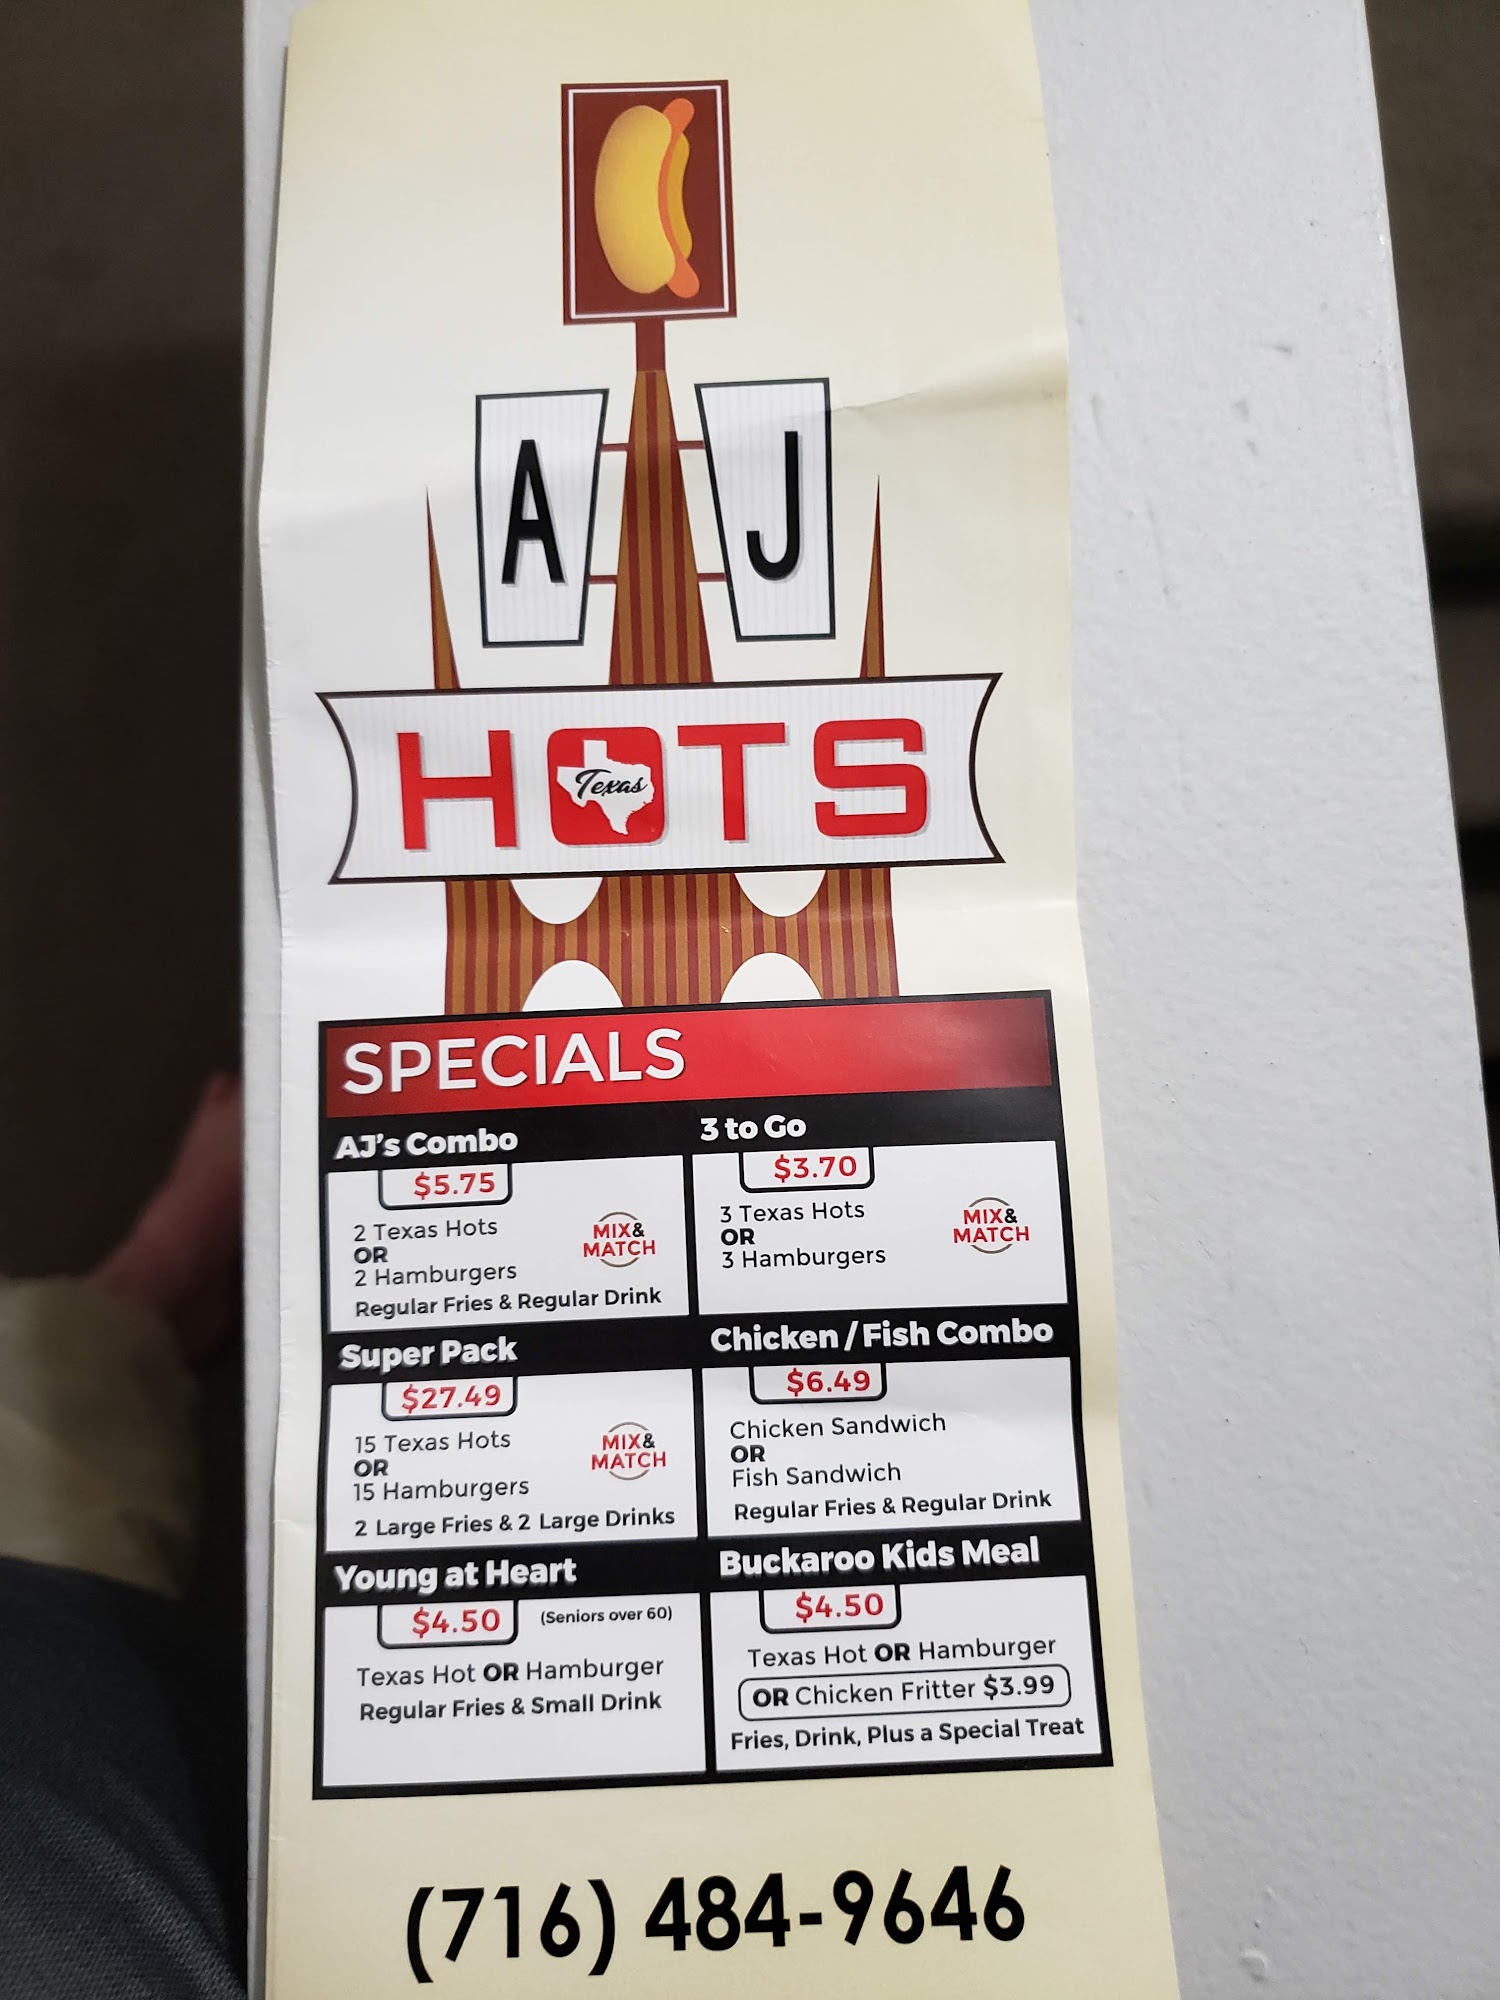 A J
HOTS
Texas
SPECIALS
AJ's Combo
$5.75
2 Texas Hots
OR
2 Hamburgers
MIX&
MATCH
Regular Fries & Regular Drink
3 to Go
$3.70
3 Texas Hots
OR
3 Hamburgers
MIX&
MATCH
Super Pack
$27.49
15 Texas Hots
OR
15 Hamburgers
MIX&
MATCH
2 Large Fries & 2 Large Drinks
Chicken / Fish Combo
$6.49
Chicken Sandwich
OR
Fish Sandwich
Regular Fries & Regular Drink
Young at Heart
$4.50 (Seniors over 60)
Texas Hot OR Hamburger
Regular Fries & Small Drink
Buckaroo Kids Meal
$4.50
Texas Hot OR Hamburger
OR Chicken Fritter $3.99
Fries, Drink, Plus a Special Treat
(716) 484-9646